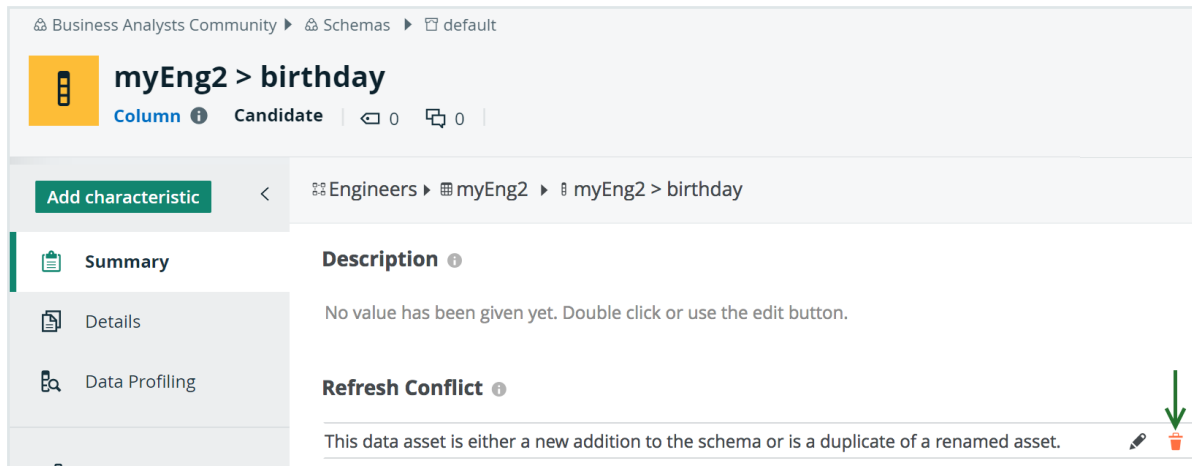 Business Analysts Community Schemas default
myEng2 > birthday
Column Candidate 0 0
Add characteristic
Engineers myEng2 myEng2 > birthday
Summary
Details
Data Profiling
Description
No value has been given yet. Double click or use the edit button.
Refresh Conflict
This data asset is either a new addition to the schema or is a duplicate of a renamed asset.